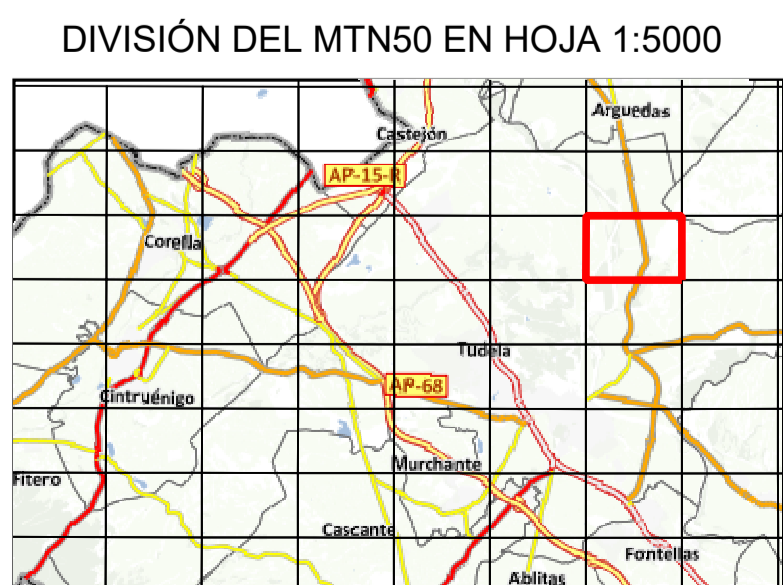 DIVISIÓN DEL MTN50 EN HOJA 1:5000
Arguedas
Castejón
AP-15-R
Corella
Tudela
AP-68
Cintruénigo
Murchante
Fitero
Cascante
Fontellas
Ablitas